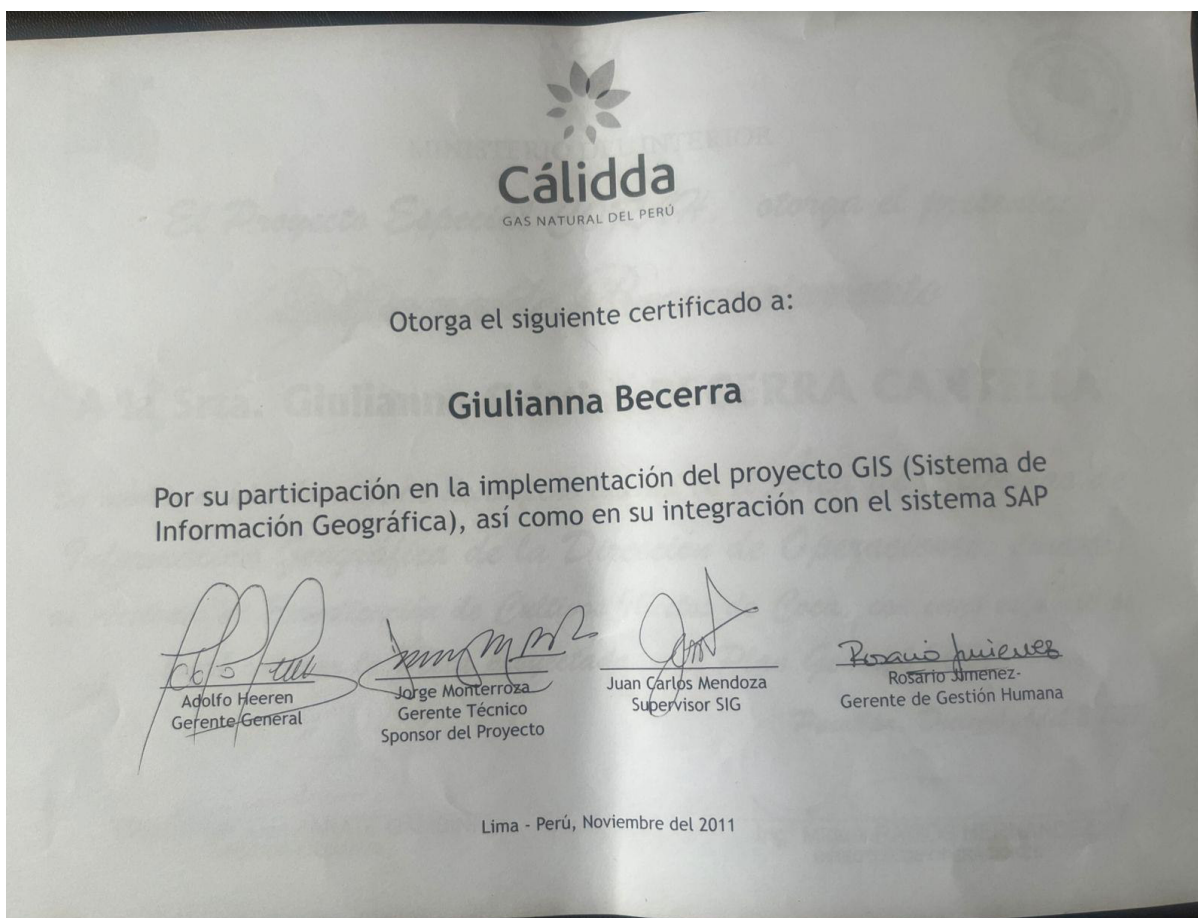 Cálidda
GAS NATURAL DEL PERÚ
Otorga el siguiente certificado a:
Giulianna Becerra
Por su participación en la implementación del proyecto GIS (Sistema de
Información Geográfica), así como en su integración con el sistema SAP
Rosario Jimenez
Adolfo Heeren
Gerente General
Jorge Monterroza
Gerente Técnico
Sponsor del Proyecto
Juan Carlos Mendoza
Supervisor SIG
Rosario Jimenez-
Gerente de Gestión Humana
Lima - Perú, Noviembre del 2011